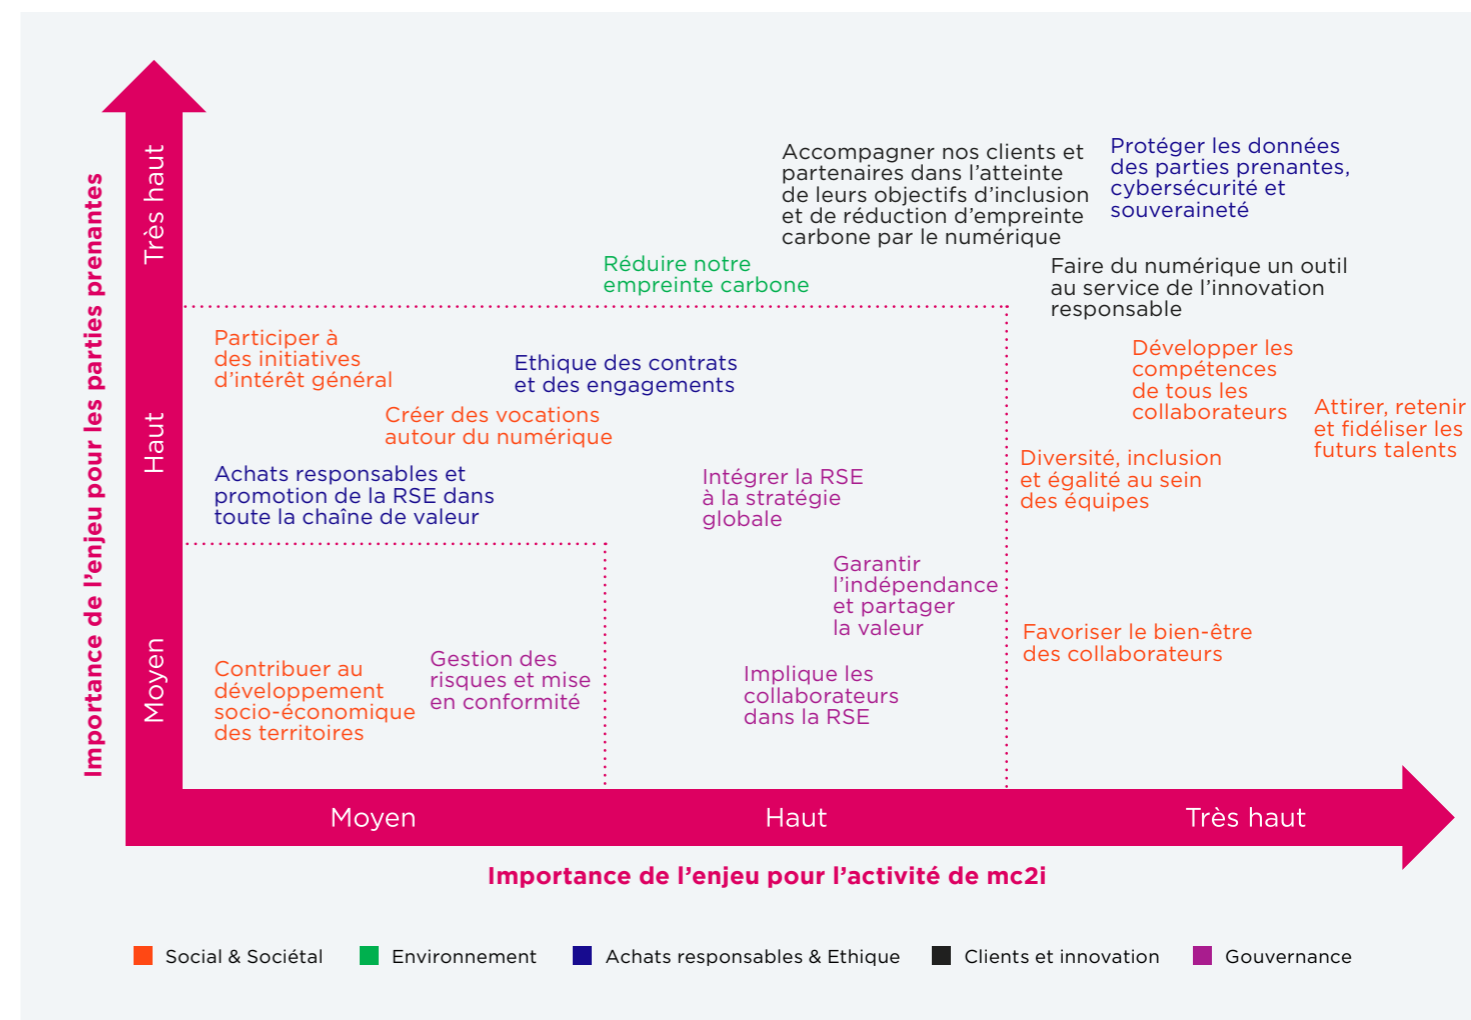 Importance de l'enjeu pour les parties prenantes
Très haut
Haut
Moyen
Accompagner nos clients et
partenaires dans l'atteinte
de leurs objectifs d'inclusion
et de réduction d'empreinte
carbone par le numérique
Protéger les données
des parties prenantes,
cybersécurité et
souveraineté
Réduire notre
empreinte carbone
Faire du numérique un outil
au service de l'innovation
responsable
Participer à
des initiatives
d'intérêt général
Ethique des contrats
et des engagements
Développer les
compétences
de tous les
collaborateurs
Attirer, retenir
et fidéliser les
futurs talents
Créer des vocations
autour du numérique
Diversité, inclusion
et égalité au sein
des équipes
Achats responsables et
promotion de la RSE dans
toute la chaîne de valeur
Intégrer la RSE
à la stratégie
globale
Garantir
l'indépendance
et partager
la valeur
Favoriser le bien-être
des collaborateurs
Contribuer au
développement
socio-économique
des territoires
Gestion des
risques et mise
en conformité
Implique les
collaborateurs
dans la RSE
Moyen
Haut
Très haut
Importance de l'enjeu pour l'activité de mc2i
Social & Sociétal
Environnement
Achats responsables & Ethique
Clients et innovation
Gouvernance